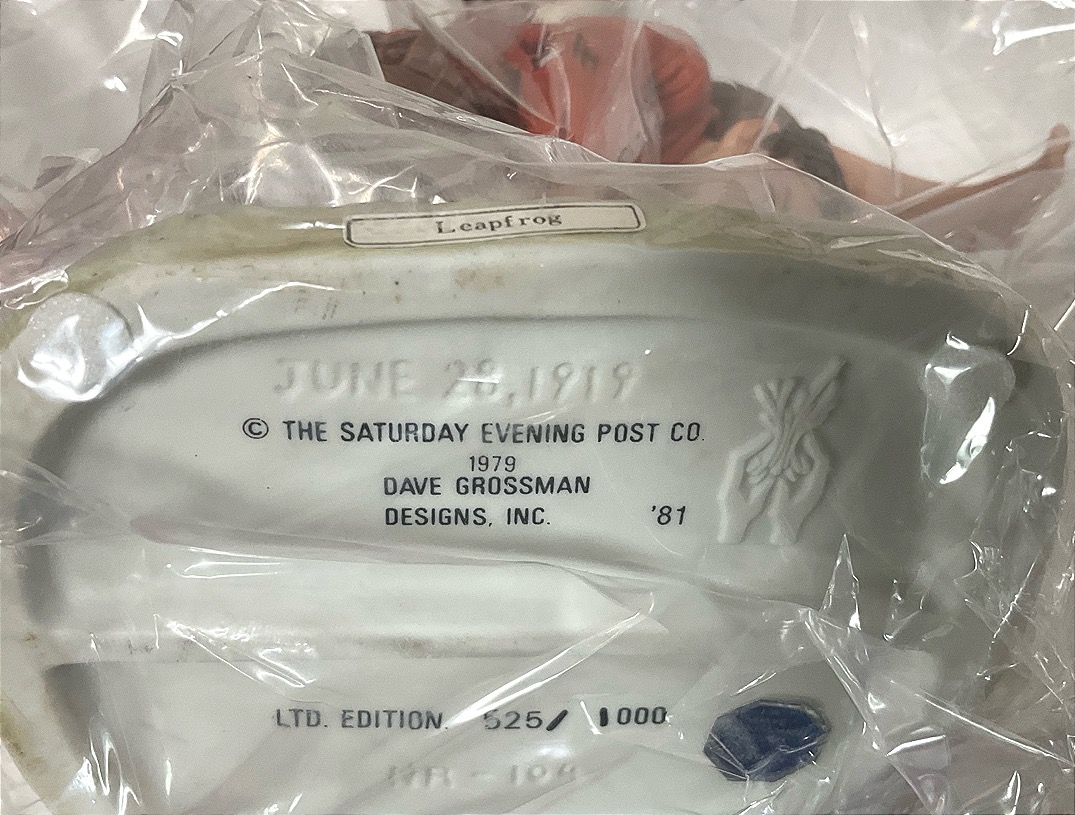 Leapfrog
JUNE 28, 1919
© THE SATURDAY EVENING POST CO.
1979
DAVE GROSSMAN
DESIGNS, INC. '81
LTD. EDITION. 525/ 1000